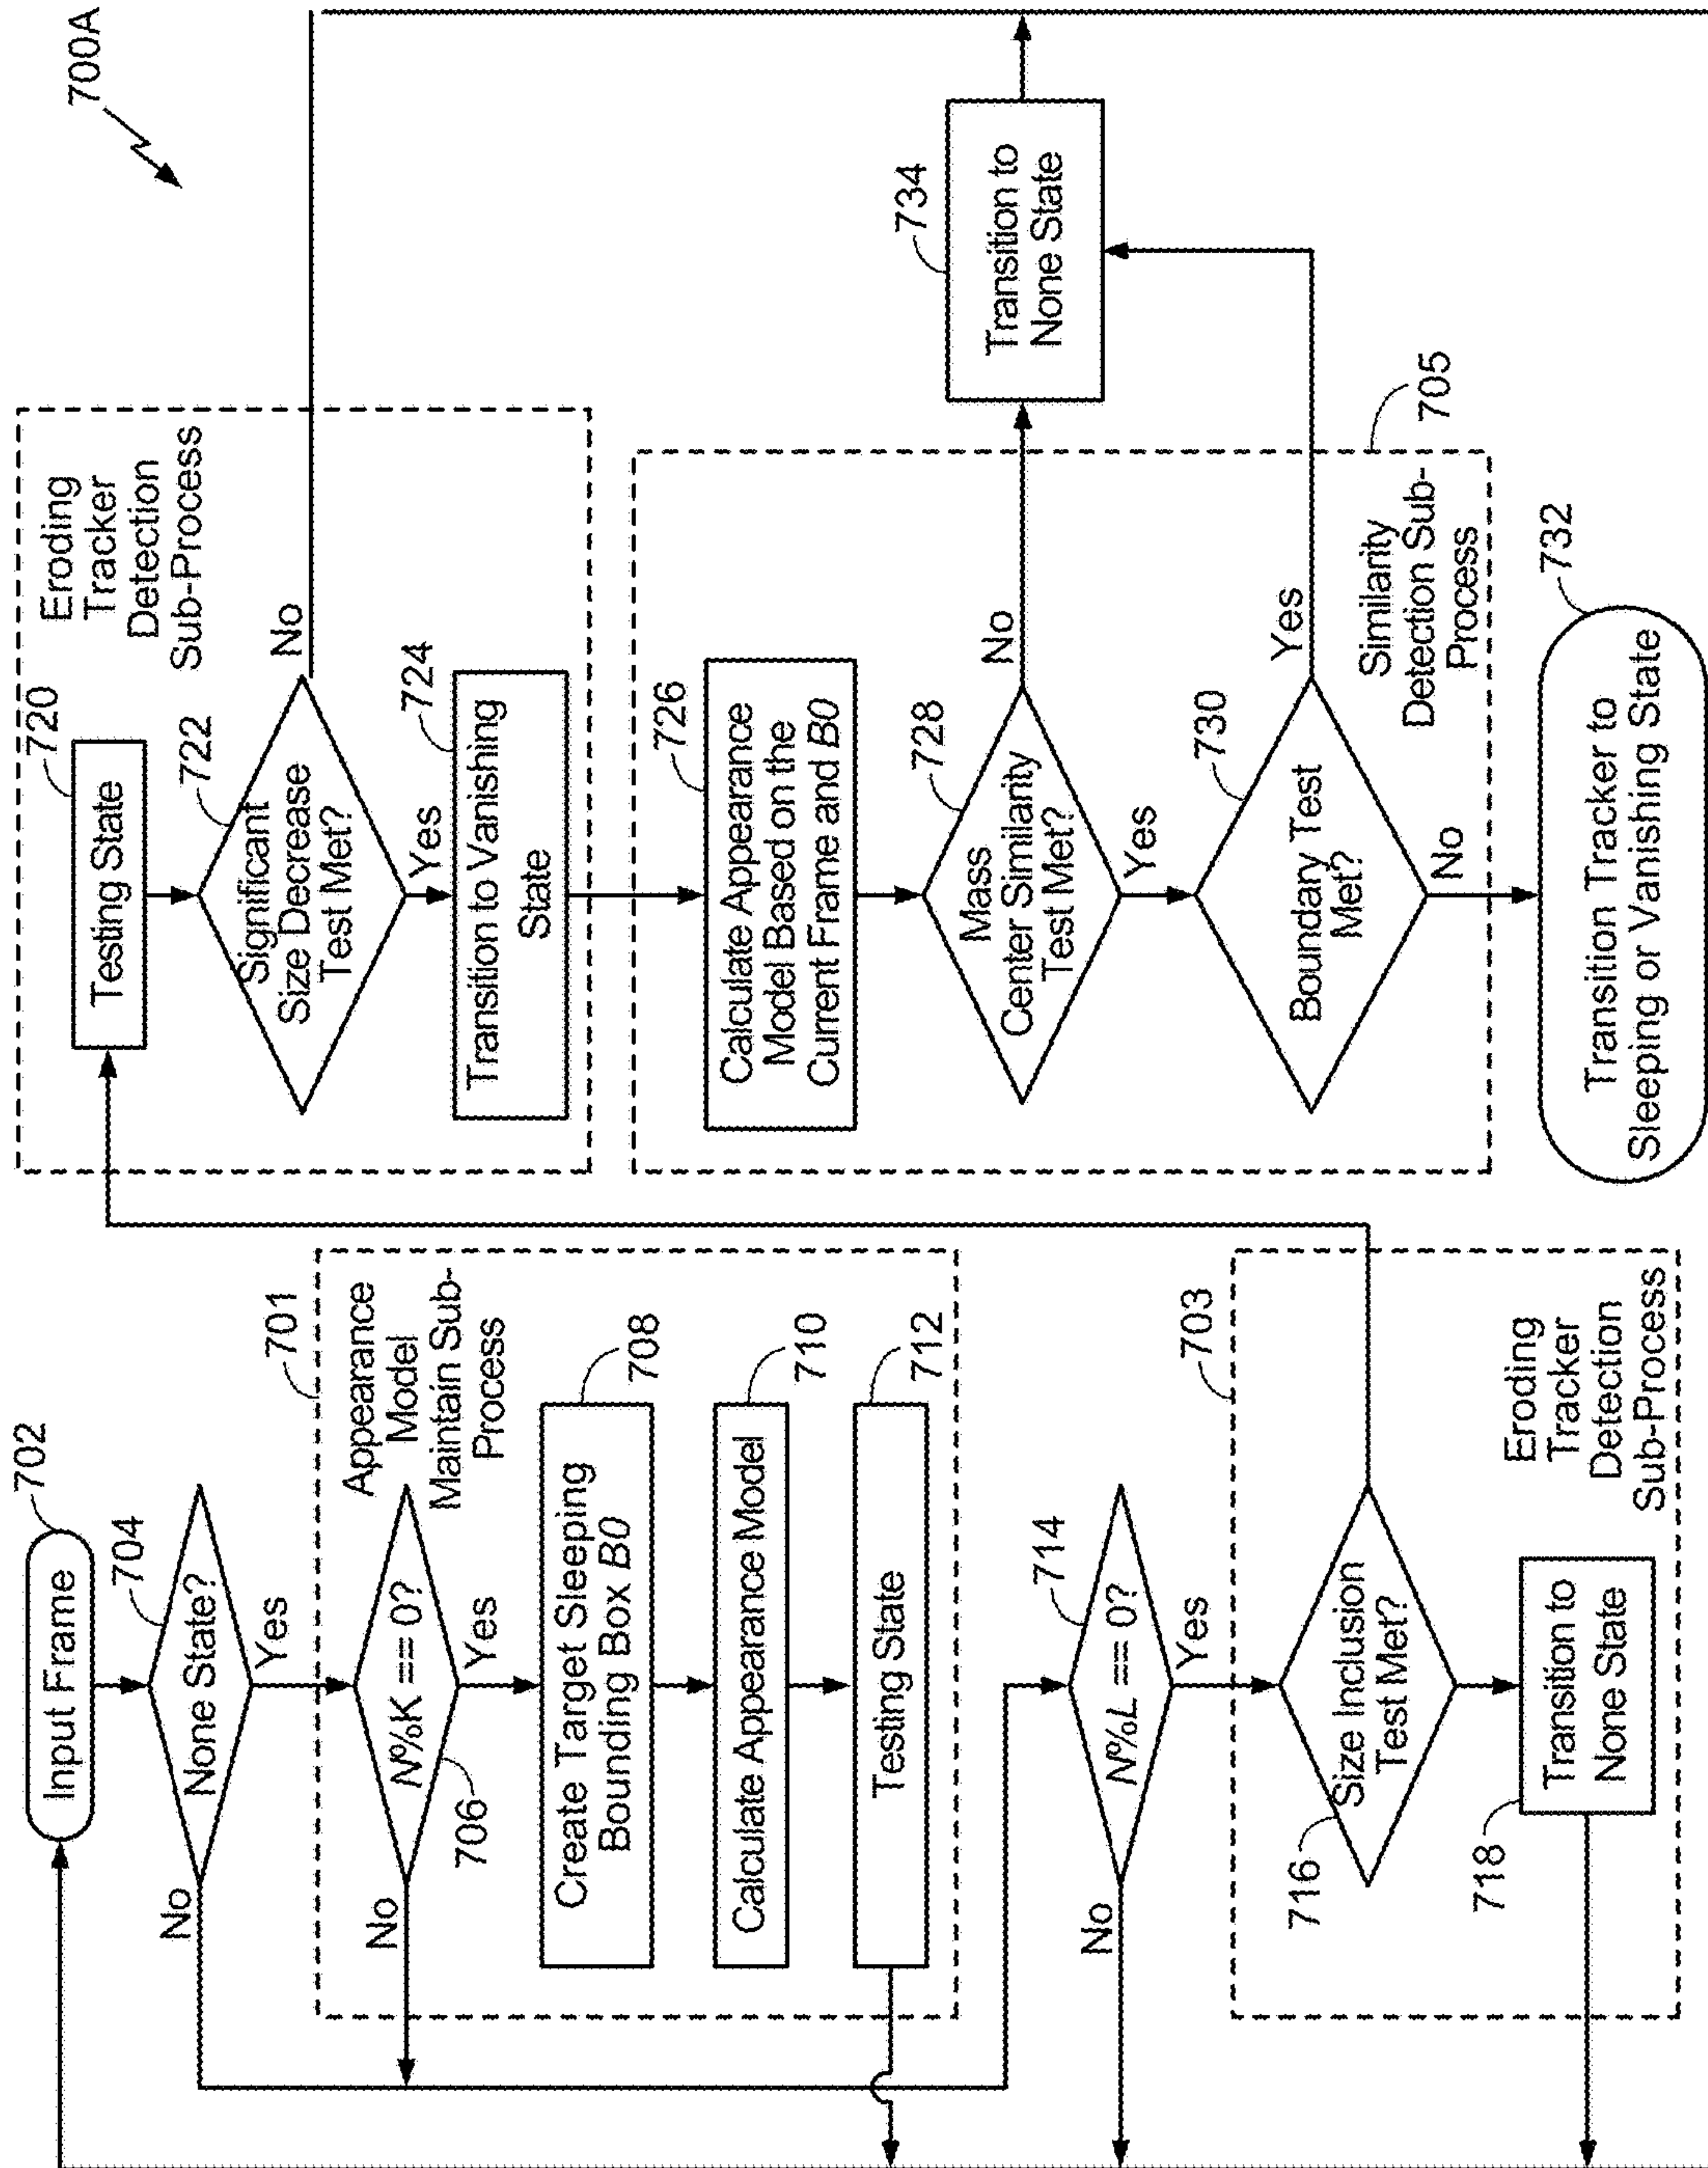 700A
702
Input Frame
704
None State?
No
Yes
701
Appearance
Model
Maintain Sub-
Process
N%K == 0?
706
No
Yes
708
Create Target Sleeping
Bounding Box B0
710
Calculate Appearance Model
712
Testing State
714
N%L == 0?
No
Yes
703
Eroding
Tracker
Detection
Sub-Process
716
Size Inclusion
Test Met?
718
Transition to
None State
720
Testing State
Eroding
Tracker
Detection
Sub-Process
722
Significant
Size Decrease
Test Met?
No
Yes
724
Transition to Vanishing
State
726
Calculate Appearance
Model Based on the
Current Frame and B0
728
Mass
Center Similarity
Test Met?
No
Yes
734
Transition to
None State
730
Boundary Test
Met?
Yes
No
Similarity
Detection Sub-
Process
705
732
Transition Tracker to
Sleeping or Vanishing State